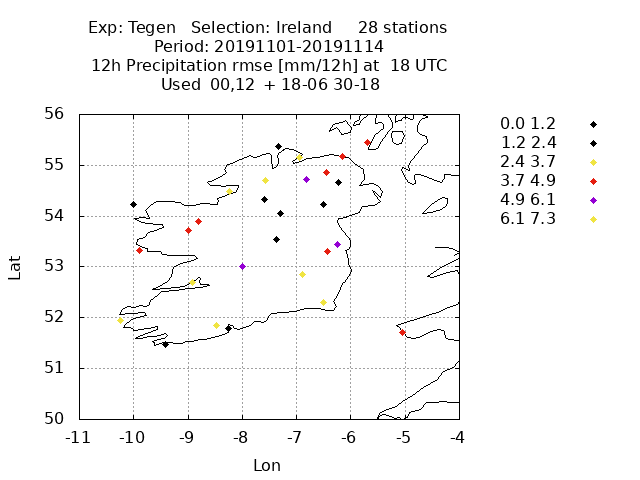 Exp: Tegen   Selection: Ireland     28 stations
Period: 20191101-20191114
12h Precipitation rmse [mm/12h] at  18 UTC
Used  00,12  + 18-06 30-18
56
55
54
53
52
51
50
-11 -10 -9 -8 -7 -6 -5 -4
Lat
Lon
0.0 1.2
1.2 2.4
2.4 3.7
3.7 4.9
4.9 6.1
6.1 7.3